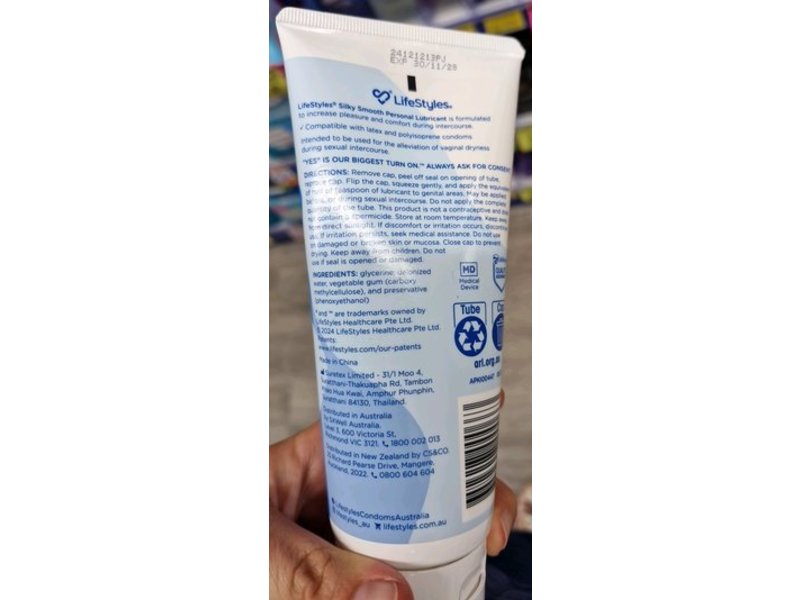 24121213PJ
EXP 30/11/28
LifeStyles®
LifeStyles® Silky Smooth Personal Lubricant is formulated
to increase pleasure and comfort during intercourse.
✓ Compatible with latex and polyisoprene condoms.
Intended to be used for the alleviation of vaginal dryness
during sexual intercourse.
"YES" IS OUR BIGGEST TURN ON.™ ALWAYS ASK FOR CONSENT
DIRECTIONS: Remove cap, peel off seal on opening of tube,
replace cap. Flip the cap, squeeze gently, and apply the equivalent
of half of teaspoon of lubricant to genital areas. May be applied
before, or during sexual intercourse. Do not apply the complete
quantity of the tube. This product is not a contraceptive and does
not contain a spermicide. Store at room temperature. Keep away
from direct sunlight. If discomfort or irritation occurs, discontinue
use. If irritation persists, seek medical assistance. Do not use
on damaged or broken skin or mucosa. Close cap to prevent
drying. Keep away from children. Do not
use if seal is opened or damaged.
INGREDIENTS: glycerine, deionized
water, vegetable gum (carboxy
methylcellulose), and preservative
(phenoxyethanol)
® and ™ are trademarks owned by
LifeStyles Healthcare Pte Ltd.
© 2024 LifeStyles Healthcare Pte Ltd.
Patents:
www.lifestyles.com/our-patents
Made in China
Suretex Limited - 31/1 Moo 4,
Suratthani-Thakuapha Rd, Tambon
Khao Hua Kwai, Amphur Phunphin,
Suratthani 84130, Thailand.
Distributed in Australia
by SXWell Australia.
Level 3, 600 Victoria St,
Richmond VIC 3121. 1800 002 013
Distributed in New Zealand by CS&CO.
25 Richard Pearse Drive, Mangere,
Auckland, 2022. 0800 604 604
LifestylesCondomsAustralia
lifestyles_au lifestyles.com.au
MD
Medical
Device
QUALITY
Tube
arl.org.au
APK100447